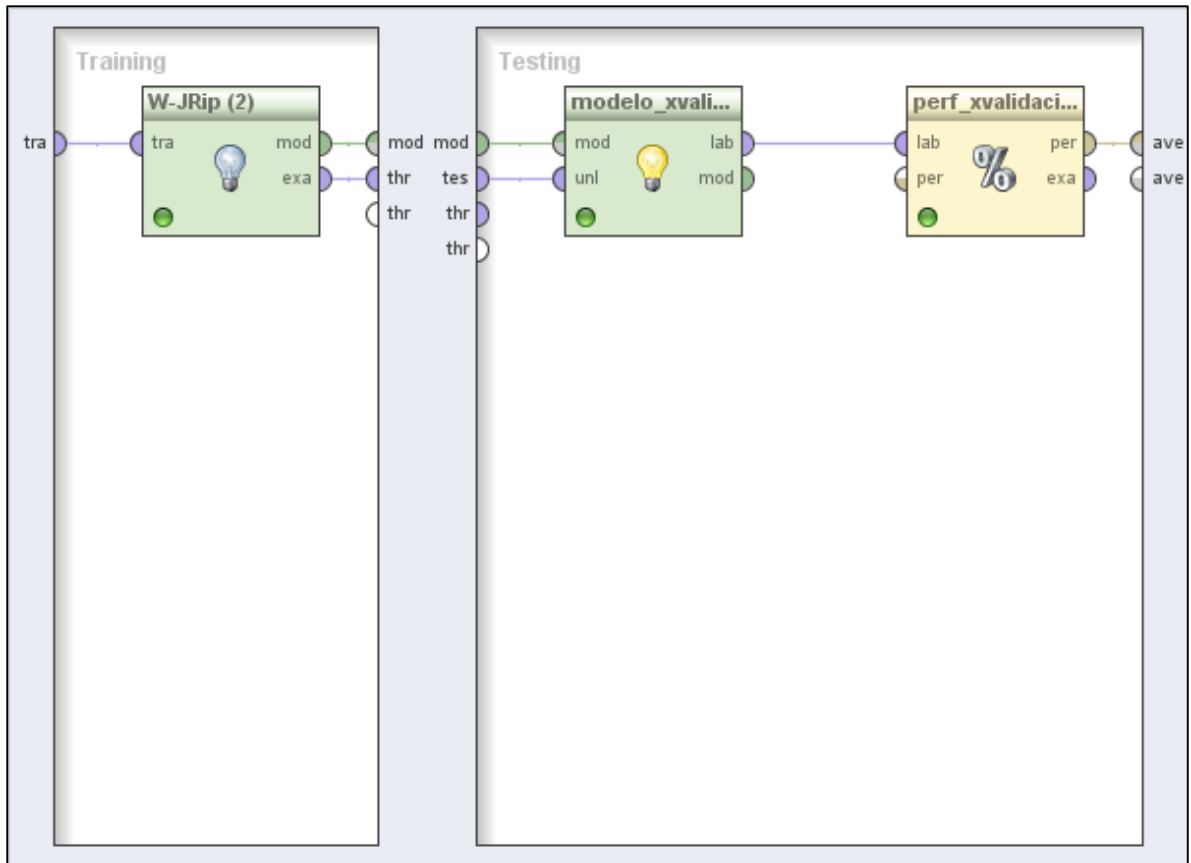 Training
Testing
W-JRip (2)
modelo_xvali...
perf_xvalidaci...
tra tra mod mod mod mod lab lab per ave
exa thr tes unl mod per exa ave
thr thr
thr